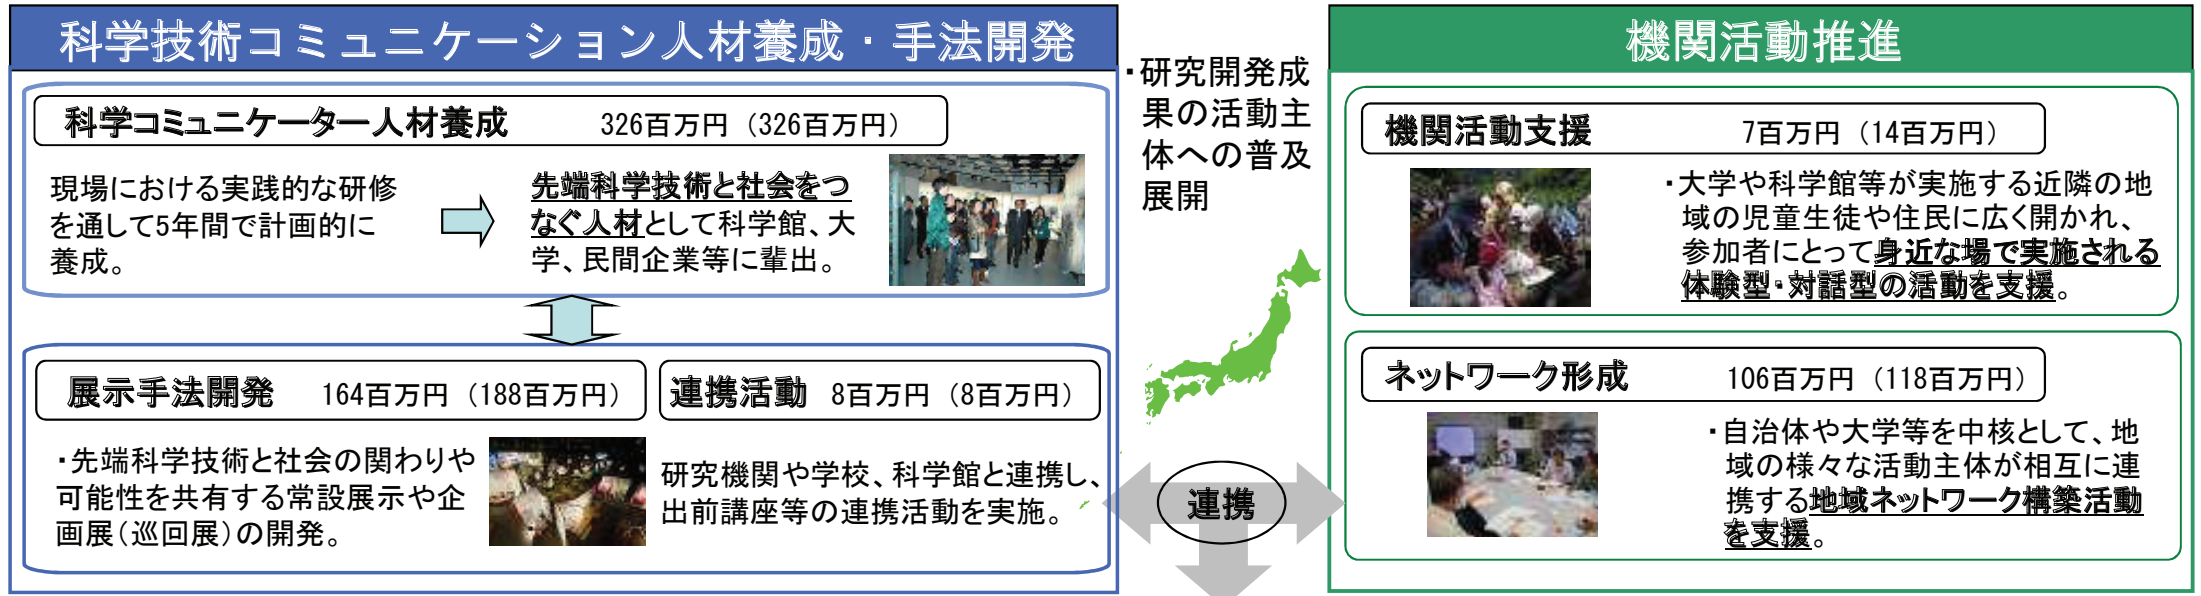 科学技術コミュニケーション人材養成・手法開発
科学コミュニケーター人材養成 326百万円（326百万円）
現場における実践的な研修
を通して5年間で計画的に
養成。
先端科学技術と社会をつ
なぐ人材として科学館、大
学、民間企業等に輩出。
展示手法開発 164百万円（188百万円）
・先端科学技術と社会の関わりや
可能性を共有する常設展示や企
画展（巡回展）の開発。
連携活動 8百万円（8百万円）
研究機関や学校、科学館と連携し、
出前講座等の連携活動を実施。
・研究開発成
果の活動主
体への普及
展開
連携
機関活動推進
機関活動支援 7百万円（14百万円）
・大学や科学館等が実施する近隣の地
域の児童生徒や住民に広く開かれ、
参加者にとって身近な場で実施される
体験型・対話型の活動を支援。
ネットワーク形成 106百万円（118百万円）
・自治体や大学等を中核として、地
域の様々な活動主体が相互に連
携する地域ネットワーク構築活動
を支援。